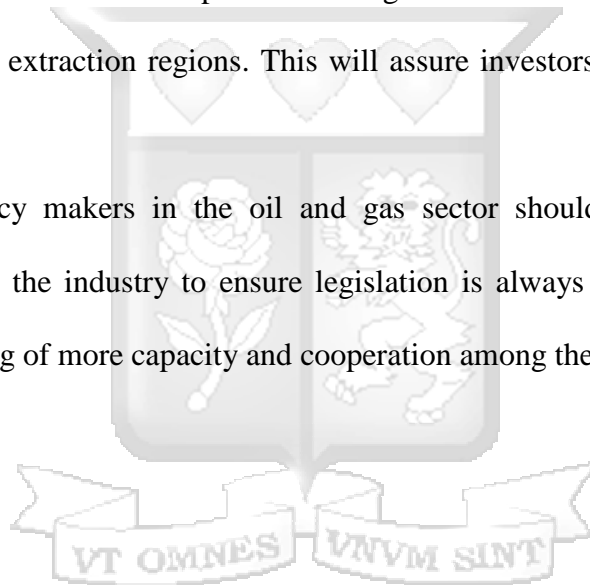 extraction regions. This will assure investors
cy makers in the oil and gas sector should
the industry to ensure legislation is always
g of more capacity and cooperation among the
VT OMNES VNVM SINT